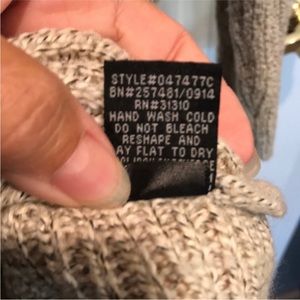 STYLE#047477C
BN#257481/0914
RN#31310
HAND WASH COLD
DO NOT BLEACH
RESHAPE AND
AY FLAT TO DRY